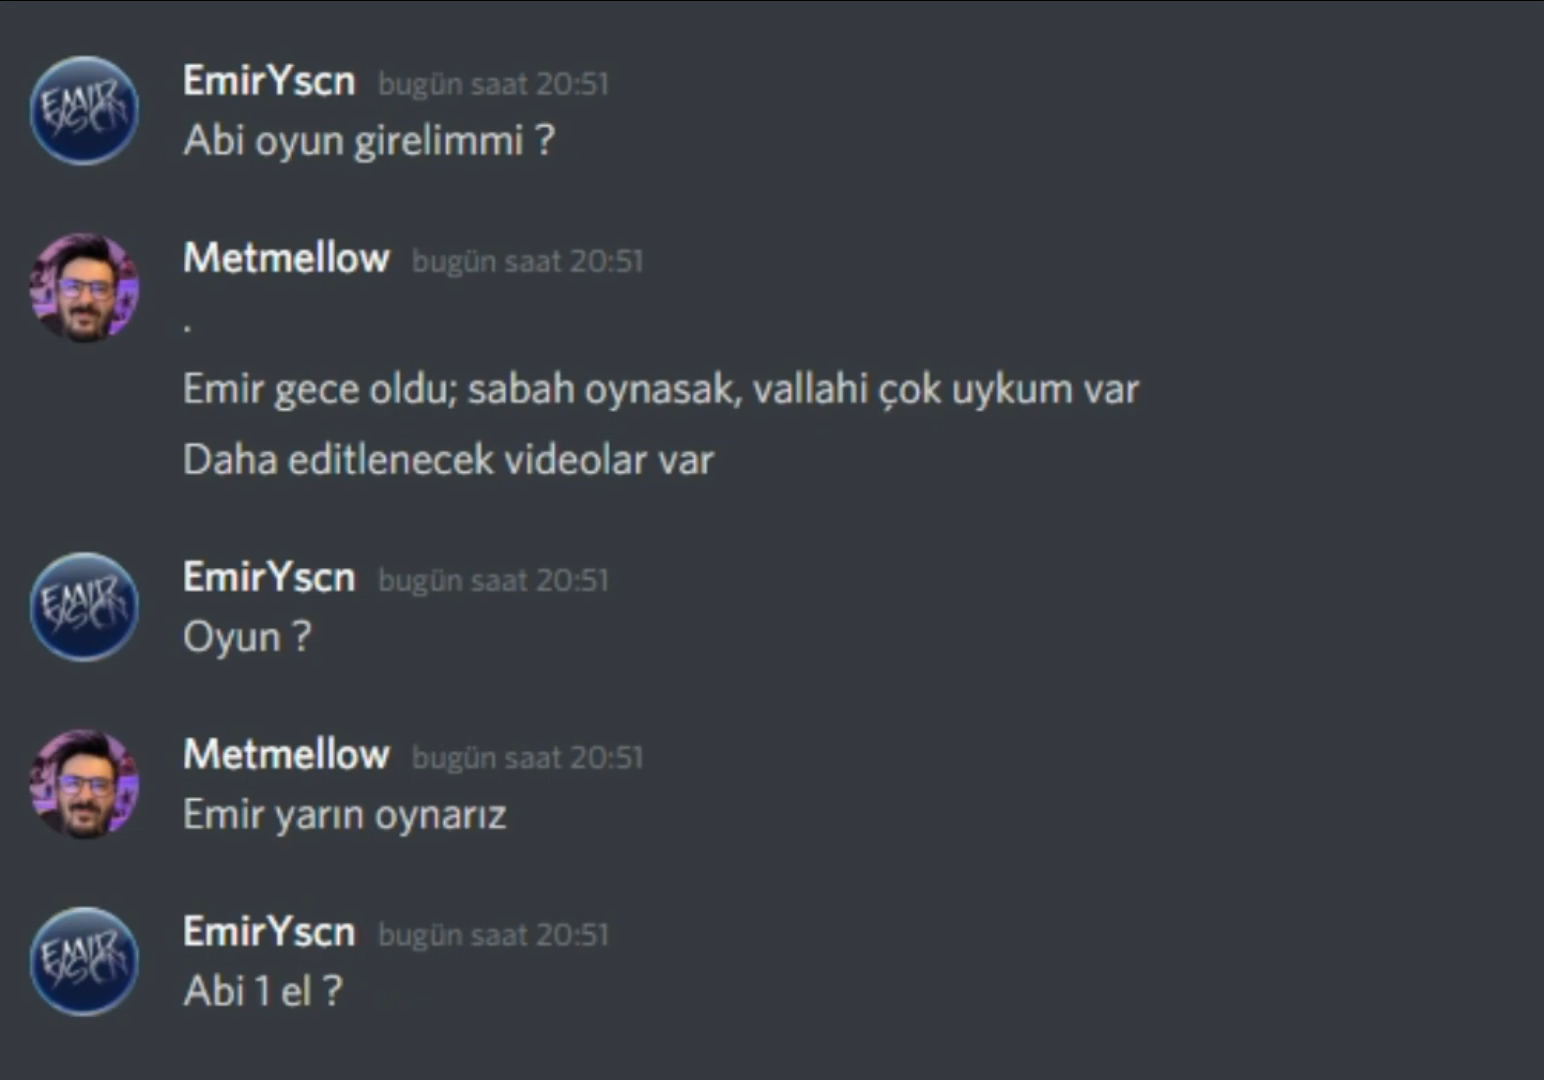 EmirYscn bugün saat 20:51
Abi oyun girelimmi ?
Metmellow bugün saat 20:51
.
Emir gece oldu; sabah oynasak, vallahi çok uykum var
Daha editlenecek videolar var
EmirYscn bugün saat 20:51
Oyun ?
Metmellow bugün saat 20:51
Emir yarın oynarız
EmirYscn bugün saat 20:51
Abi 1 el ?